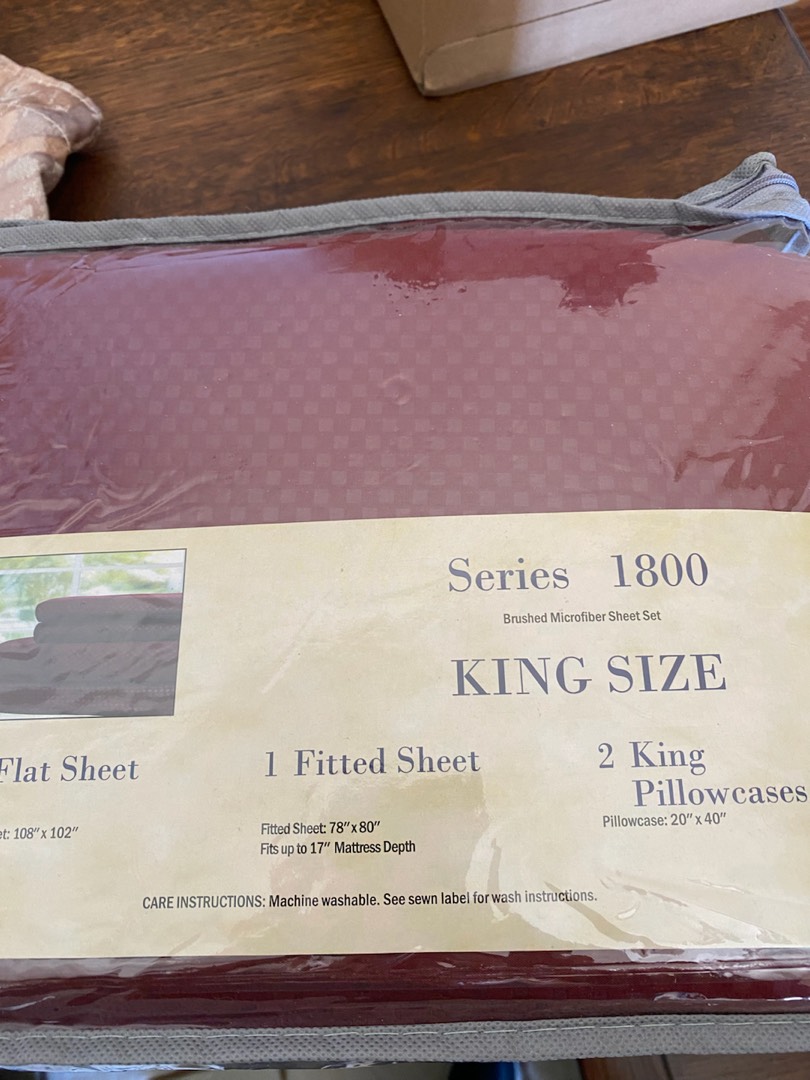 Series 1800
Brushed Microfiber Sheet Set
KING SIZE
Flat Sheet
1 Fitted Sheet
2 King
Pillowcases
108" x 102"
Fitted Sheet: 78" x 80"
Fits up to 17" Mattress Depth
Pillowcase: 20" x 40"
CARE INSTRUCTIONS: Machine washable. See sewn label for wash instructions.